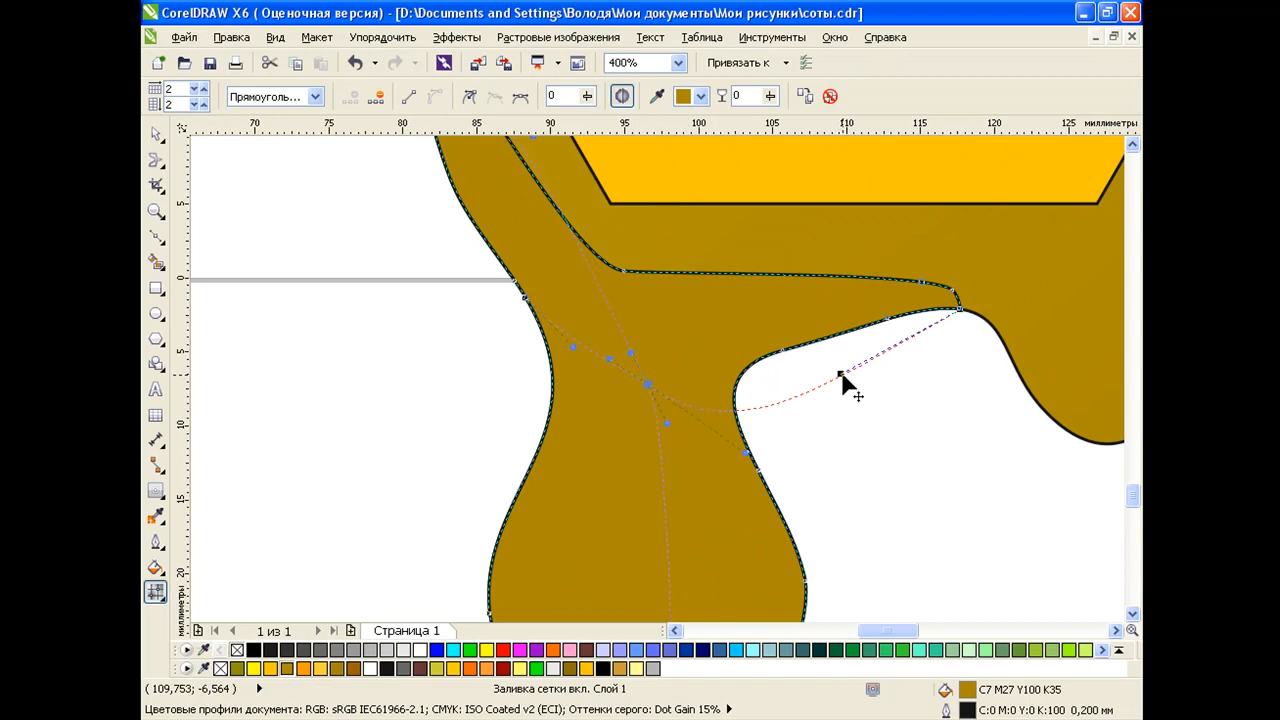 CorelDRAW X6 ( Оценочная версия) - [D:\Documents and Settings\Володя\Мои документы\Мои рисунки\соты.cdr]
Файл Правка Вид Макет Упорядочить Эффекты Растровые изображения Текст Таблица Инструменты Окно Справка
400% Привязать к
2
2
Прямоуголь... 0 0
70 75 80 85 90 95 100 105 110 115 120 125 миллиметры
5
0
5
10
15
20
миллиметры
1 из 1 Страница 1
( 109,753; -6,564 ) Заливка сетки вкл. Слой 1 C7 M27 Y100 K35
Цветовые профили документа: RGB: sRGB IEC61966-2.1; CMYK: ISO Coated v2 (ECI); Оттенки серого: Dot Gain 15% C:0 M:0 Y:0 K:100 0,200 мм